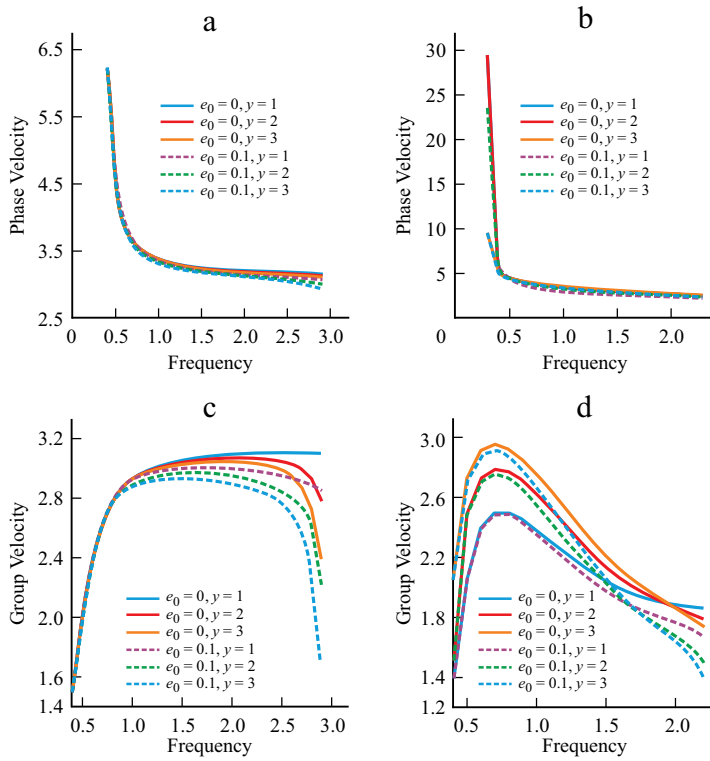 a
6.5
5.5
4.5
3.5
2.5
Phase Velocity
e0 = 0, y = 1
e0 = 0, y = 2
e0 = 0, y = 3
e0 = 0.1, y = 1
e0 = 0.1, y = 2
e0 = 0.1, y = 3
0 0.5 1.0 1.5 2.0 2.5 3.0
Frequency
b
30
25
20
15
10
5
0
Phase Velocity
e0 = 0, y = 1
e0 = 0, y = 2
e0 = 0, y = 3
e0 = 0.1, y = 1
e0 = 0.1, y = 2
e0 = 0.1, y = 3
0 0.5 1.0 1.5 2.0
Frequency
c
3.2
2.8
2.4
2.0
1.6
1.4
Group Velocity
e0 = 0, y = 1
e0 = 0, y = 2
e0 = 0, y = 3
e0 = 0.1, y = 1
e0 = 0.1, y = 2
e0 = 0.1, y = 3
0.5 1.0 1.5 2.0 2.5 3.0
Frequency
d
3.0
2.6
2.2
1.8
1.4
1.2
Group Velocity
e0 = 0, y = 1
e0 = 0, y = 2
e0 = 0, y = 3
e0 = 0.1, y = 1
e0 = 0.1, y = 2
e0 = 0.1, y = 3
0.5 1.0 1.5 2.0
Frequency